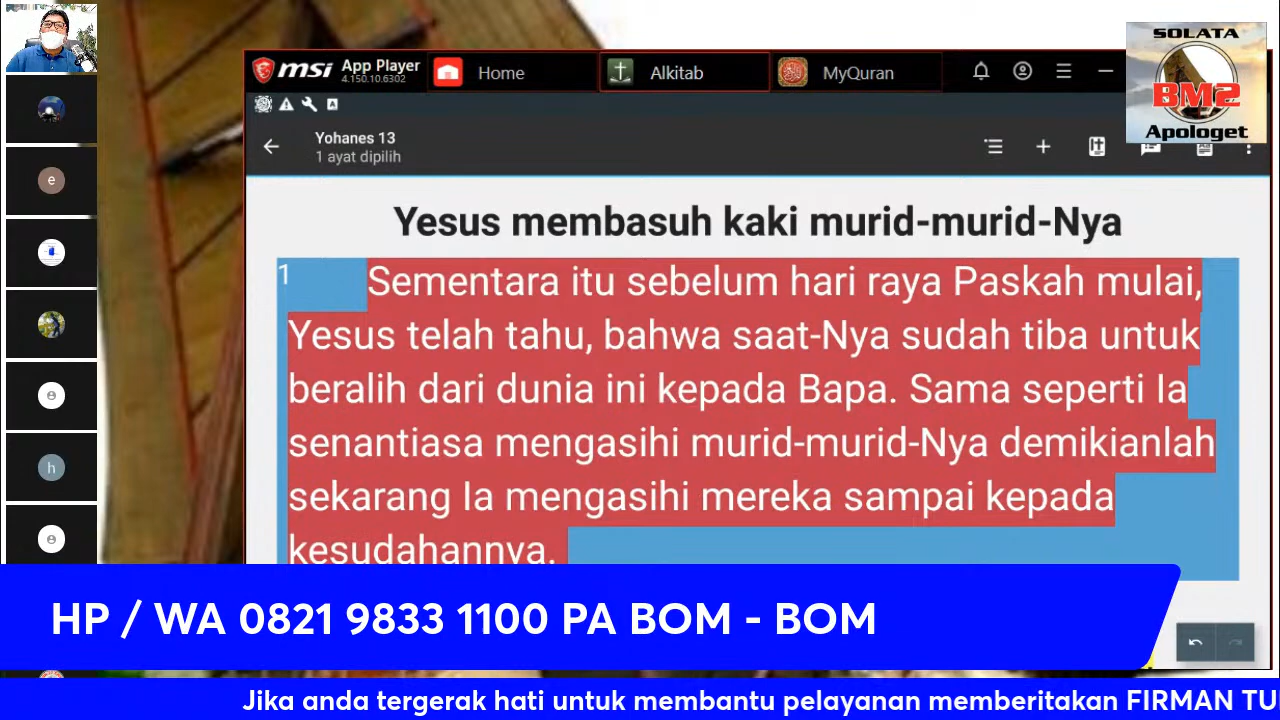 SOLATA
BM2
Apologet
msi App Player
4.150.10.6302
Home
Alkitab
MyQuran
Yohanes 13
1 ayat dipilih
Yesus membasuh kaki murid-murid-Nya
1 Sementara itu sebelum hari raya Paskah mulai,
Yesus telah tahu, bahwa saat-Nya sudah tiba untuk
beralih dari dunia ini kepada Bapa. Sama seperti Ia
senantiasa mengasihi murid-murid-Nya demikianlah
sekarang Ia mengasihi mereka sampai kepada
kesudahannya.
e
e
h
e
HP / WA 0821 9833 1100 PA BOM - BOM
Jika anda tergerak hati untuk membantu pelayanan memberitakan FIRMAN TU